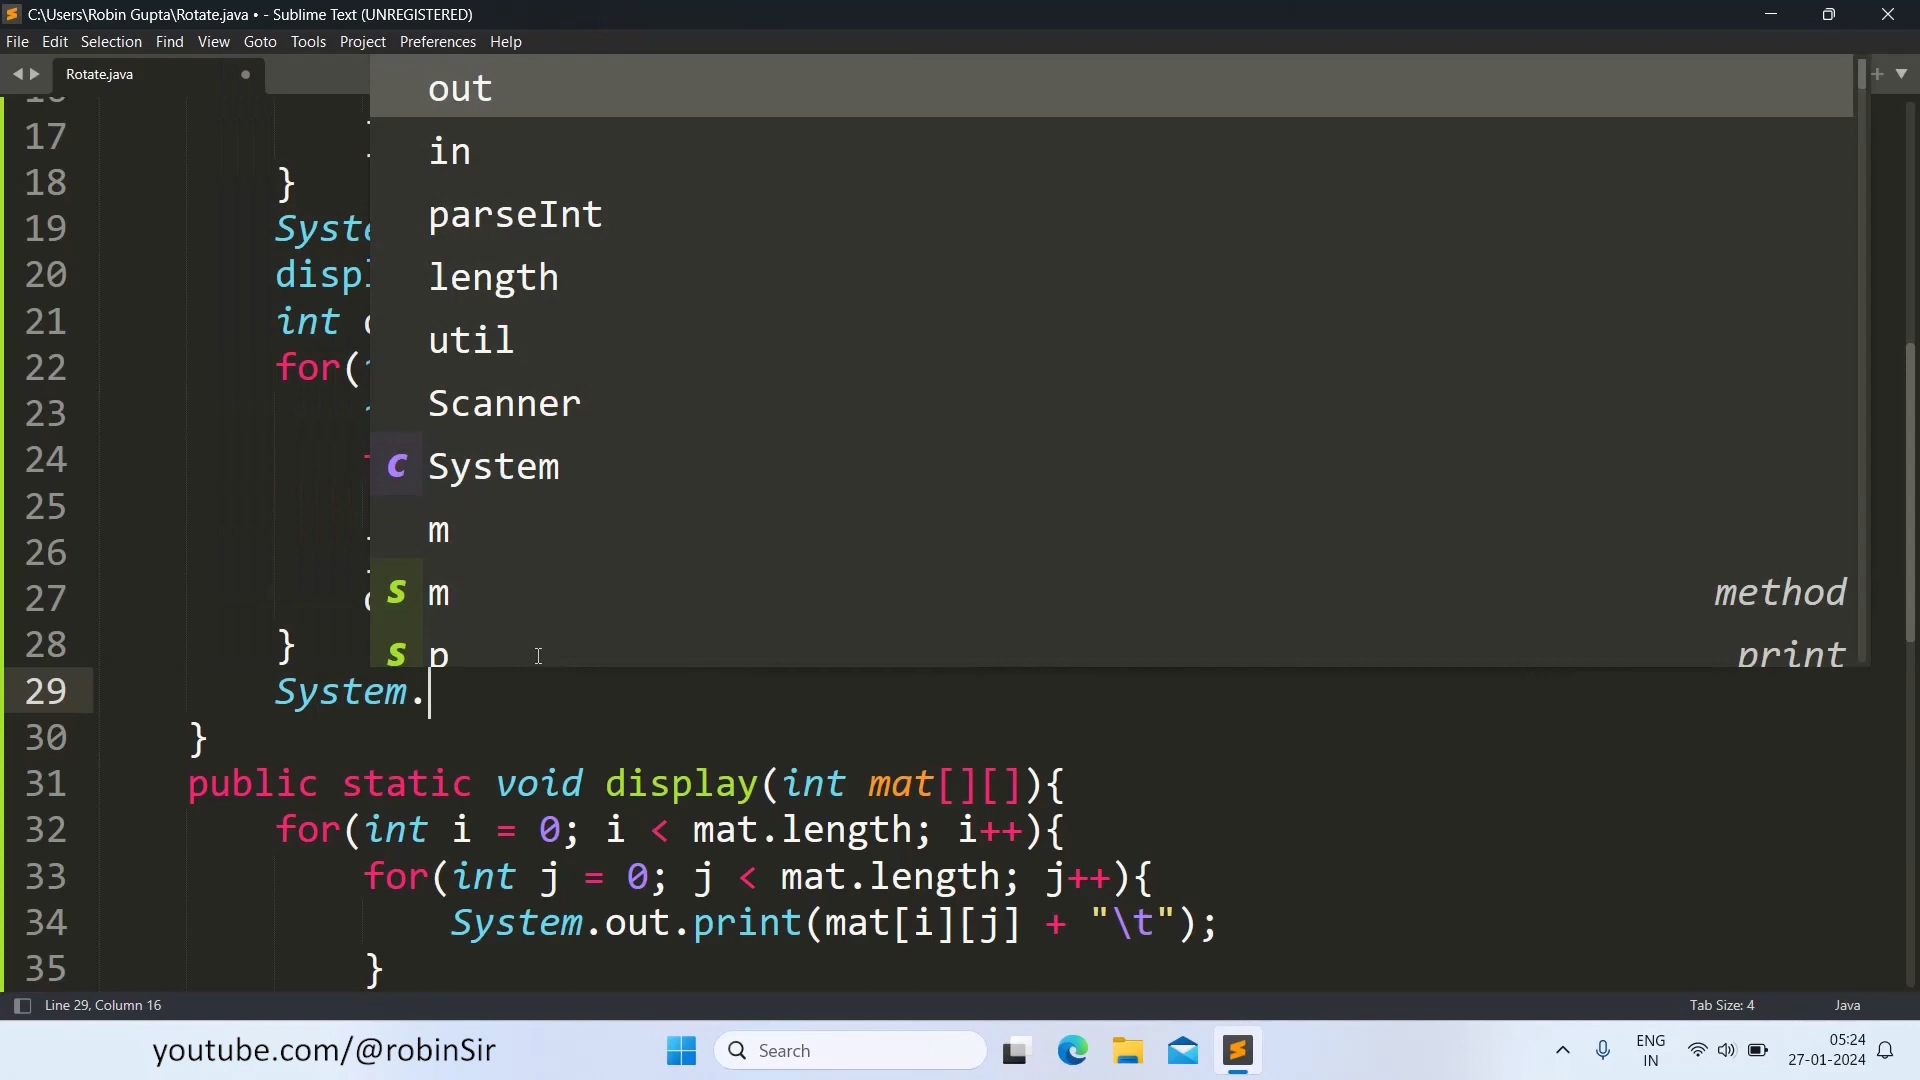 C:\Users\Robin Gupta\Rotate.java • - Sublime Text (UNREGISTERED)
File Edit Selection Find View Goto Tools Project Preferences Help
Rotate.java
out
in
parseInt
length
util
Scanner
c System
m
s m method
s p print
17
18 }
19 Syste
20 displ
21 int
22 for(
23
24
25
26
27
28 }
29 System.
30 }
31 public static void display(int mat[][]){
32 for(int i = 0; i < mat.length; i++){
33 for(int j = 0; j < mat.length; j++){
34 System.out.print(mat[i][j] + "\t");
35 }
Line 29, Column 16 Tab Size: 4 Java
youtube.com/@robinSir
Search
ENG
IN
05:24
27-01-2024